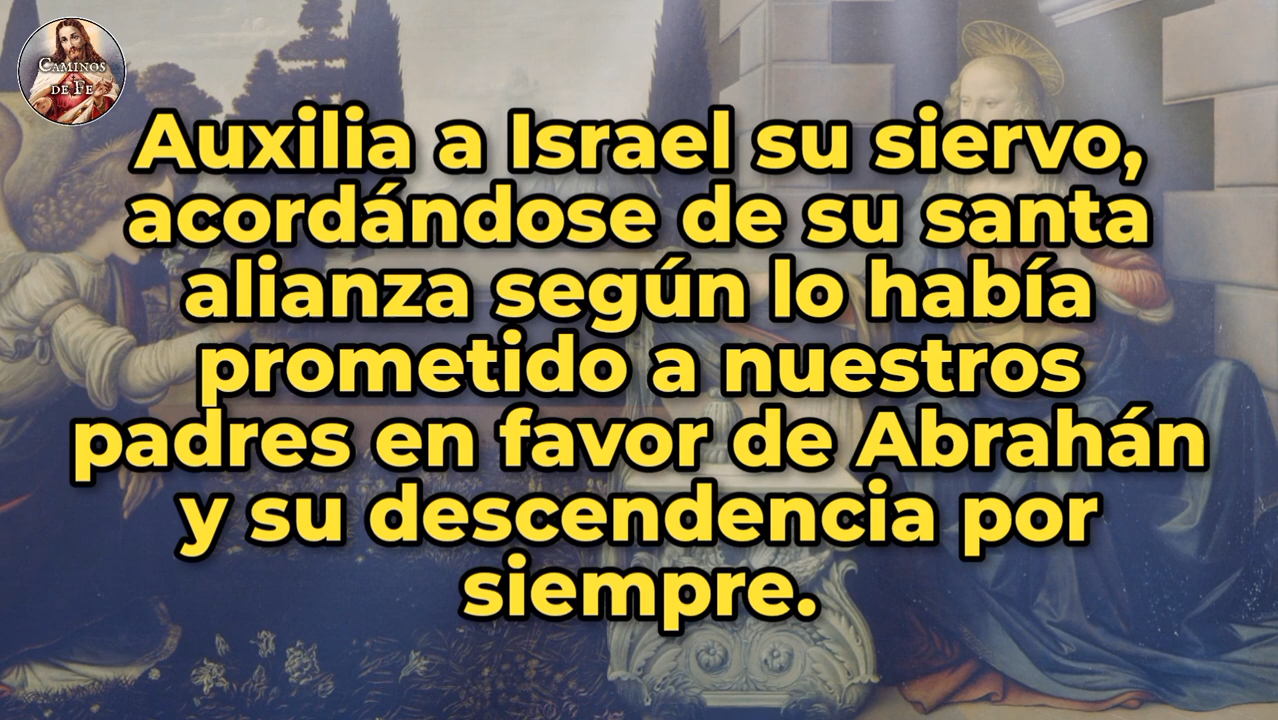 CAMINOS
DE FE
Auxilia a Israel su siervo,
acordándose de su santa
alianza según lo había
prometido a nuestros
padres en favor de Abrahán
y su descendencia por
siempre.